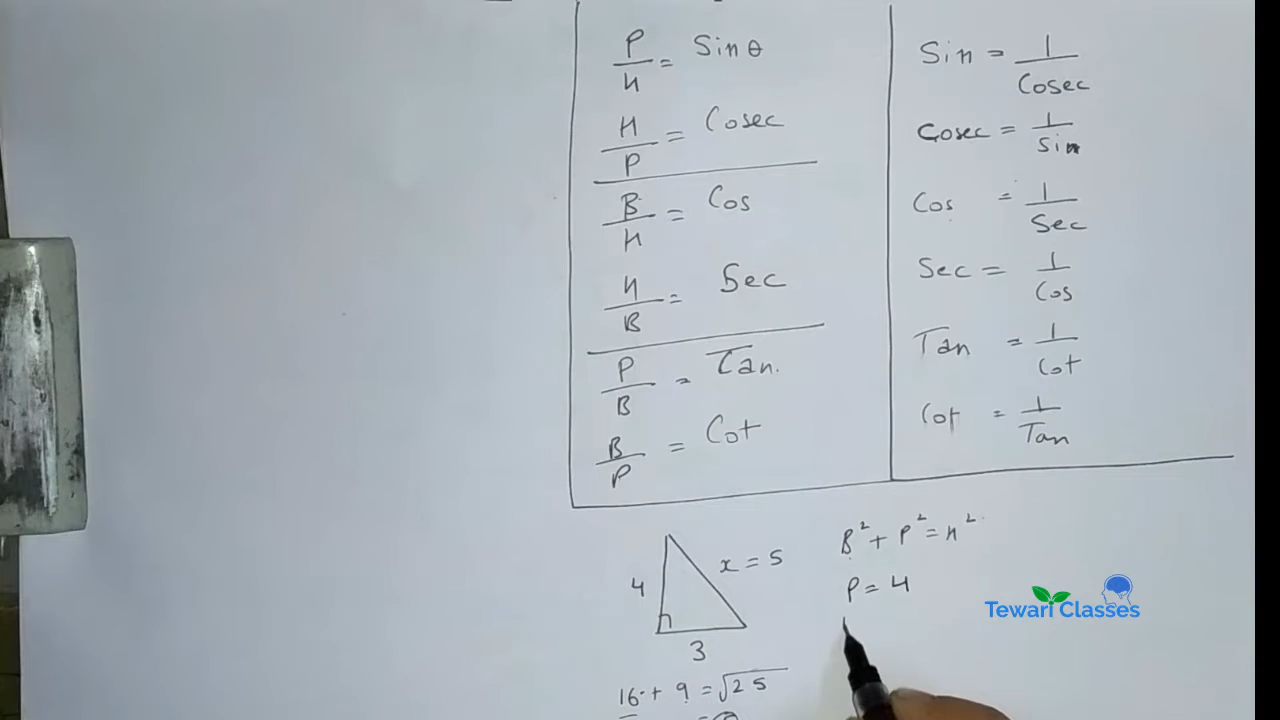 P/H = Sin θ
H/P = Cosec
B/H = Cos
H/B = Sec
P/B = Tan.
B/P = Cot
Sin = 1/Cosec
Cosec = 1/Sin
Cos = 1/Sec
Sec = 1/Cos
Tan = 1/Cot
Cot = 1/Tan
4
x = 5
3
16 + 9 = √25
B² + P² = H²
P = 4
Tewari Classes